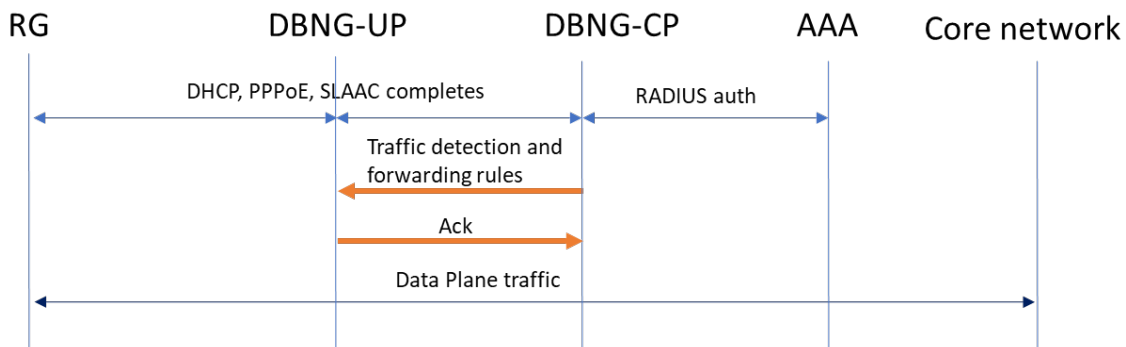 RG DBNG-UP DBNG-CP AAA Core network
DHCP, PPPoE, SLAAC completes RADIUS auth
Traffic detection and
forwarding rules
Ack
Data Plane traffic